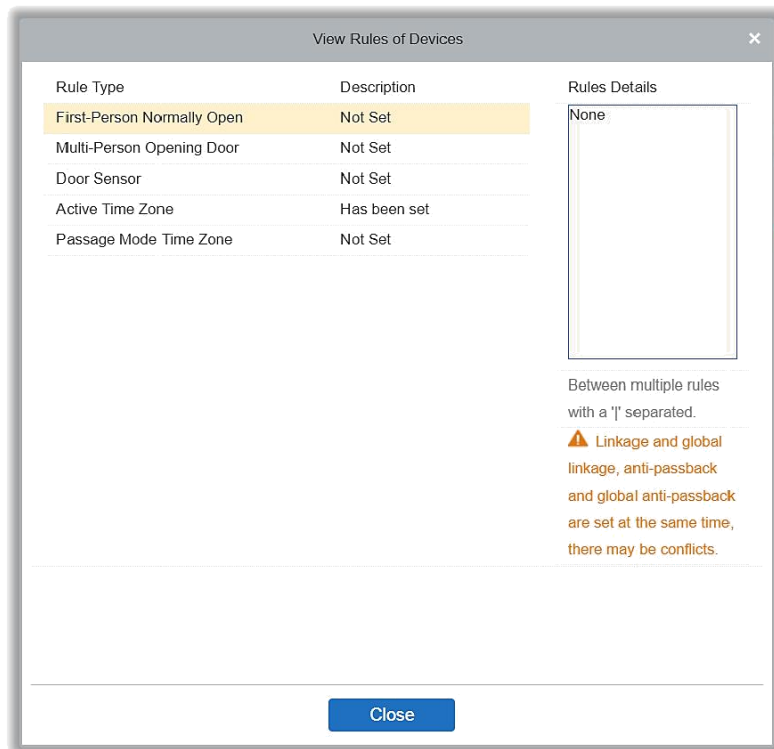 View Rules of Devices ×
Rule Type Description Rules Details
First-Person Normally Open Not Set None
Multi-Person Opening Door Not Set
Door Sensor Not Set
Active Time Zone Has been set
Passage Mode Time Zone Not Set
Between multiple rules
with a '|' separated.
Linkage and global
linkage, anti-passback
and global anti-passback
are set at the same time,
there may be conflicts.
Close